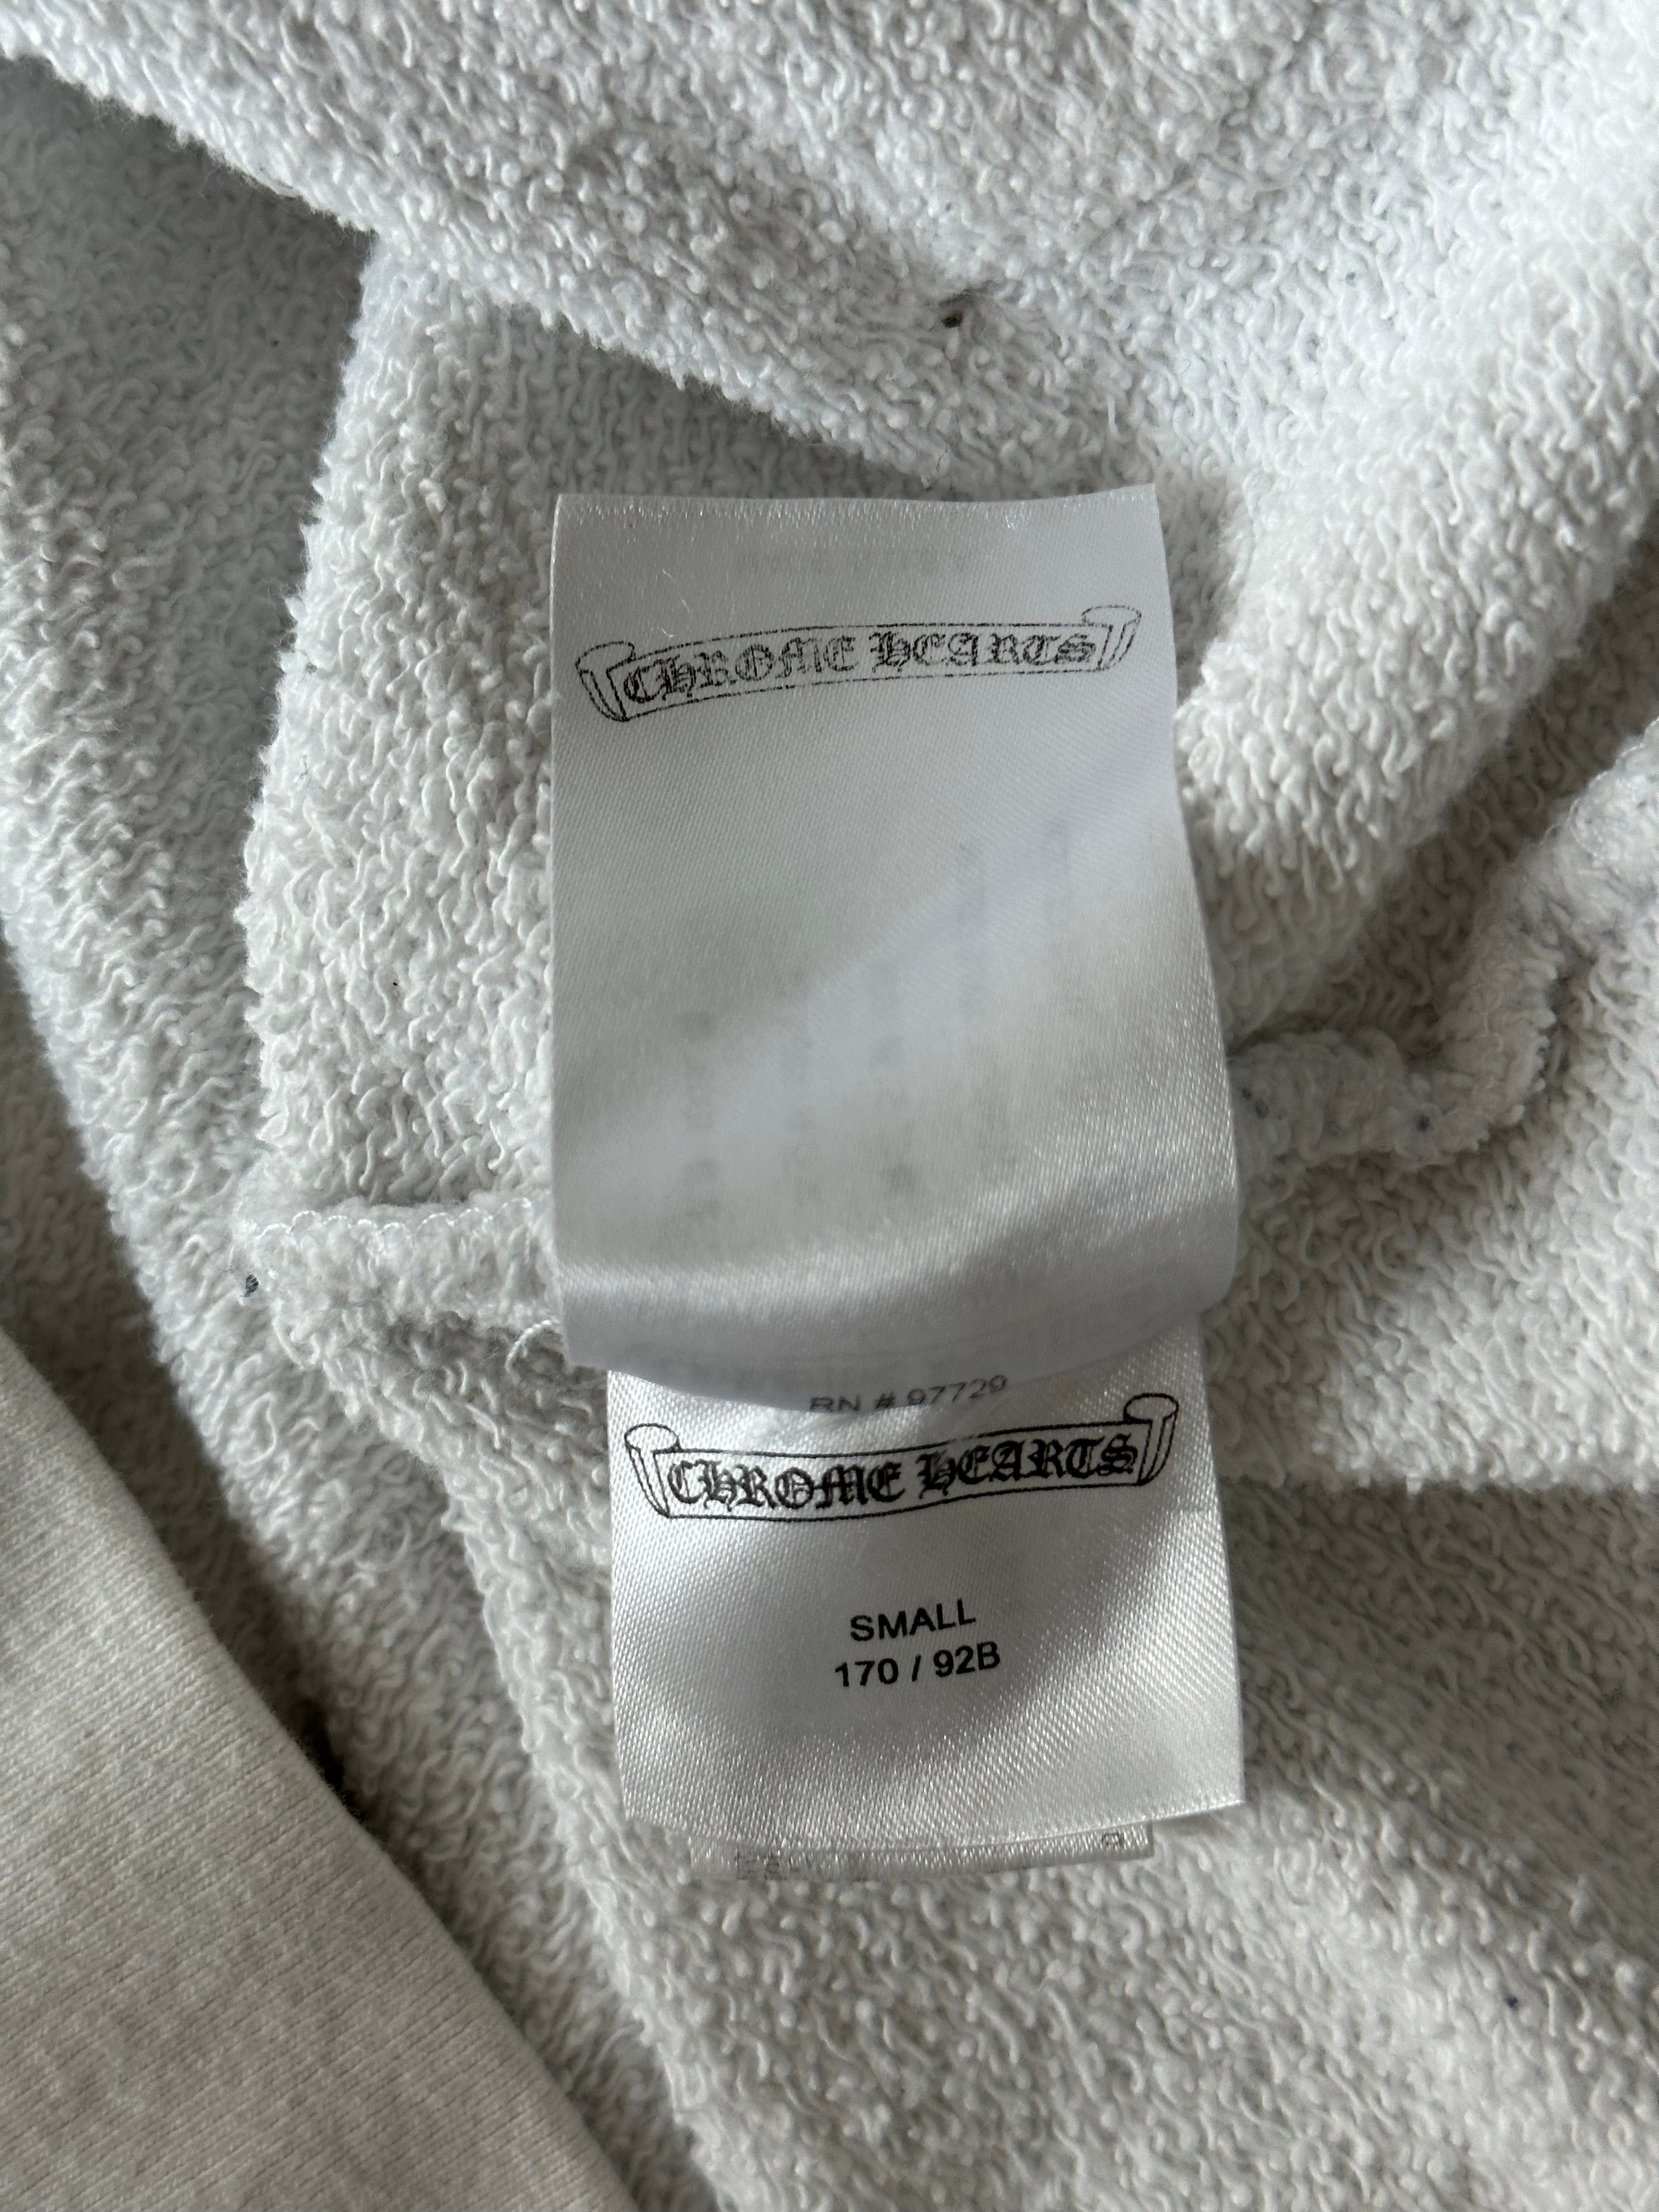 CHROME HEARTS
RN # 97729
CHROME HEARTS
SMALL
170 / 92B